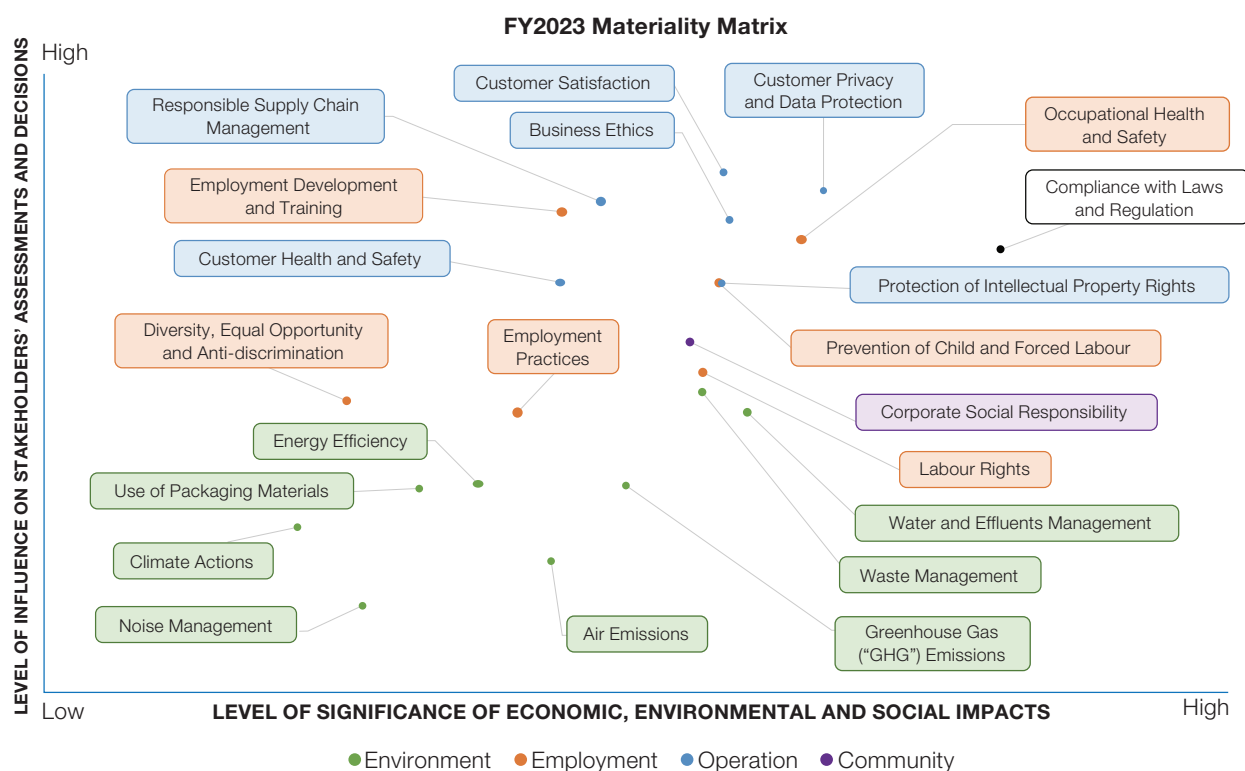 FY2023 Materiality Matrix
LEVEL OF INFLUENCE ON STAKEHOLDERS’ ASSESSMENTS AND DECISIONS
High
Customer Satisfaction
Customer Privacy
and Data Protection
Responsible Supply Chain
Management
Business Ethics
Occupational Health
and Safety
Employment Development
and Training
Compliance with Laws
and Regulation
Customer Health and Safety
Protection of Intellectual Property Rights
Diversity, Equal Opportunity
and Anti-discrimination
Employment
Practices
Prevention of Child and Forced Labour
Corporate Social Responsibility
Energy Efficiency
Labour Rights
Use of Packaging Materials
Water and Effluents Management
Climate Actions
Waste Management
Noise Management
Air Emissions
Greenhouse Gas
(“GHG”) Emissions
Low
LEVEL OF SIGNIFICANCE OF ECONOMIC, ENVIRONMENTAL AND SOCIAL IMPACTS
High
Environment
Employment
Operation
Community